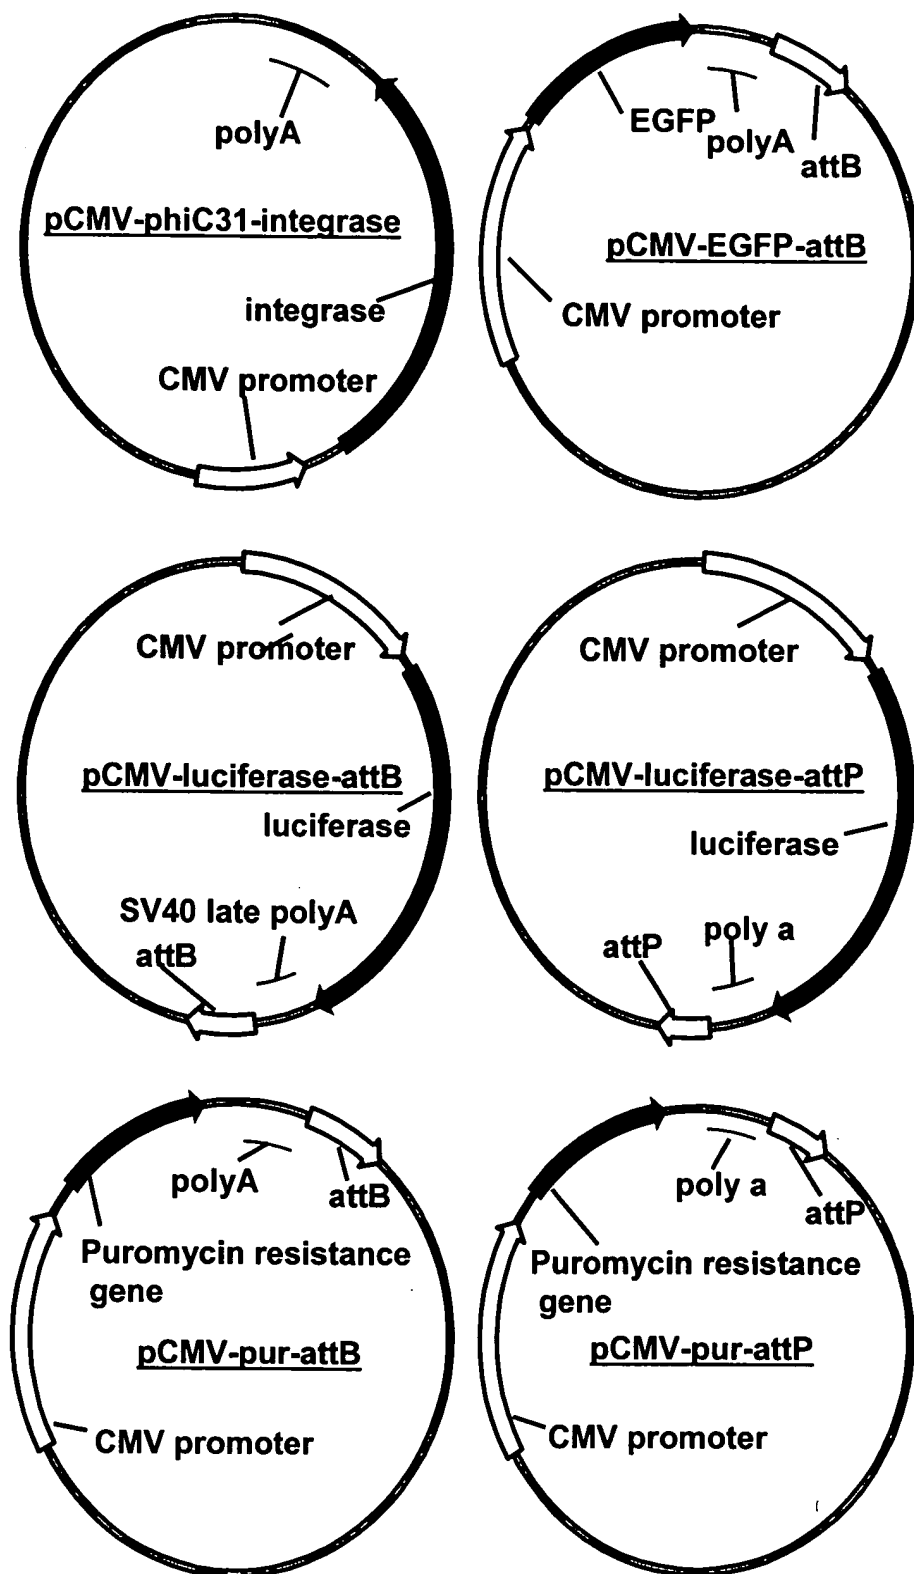 polyA
pCMV-phiC31-integrase
integrase
CMV promoter
EGFP
polyA
attB
pCMV-EGFP-attB
CMV promoter
CMV promoter
pCMV-luciferase-attB
luciferase
SV40 late polyA
attB
CMV promoter
pCMV-luciferase-attP
luciferase
poly a
attP
polyA
attB
Puromycin resistance
gene
pCMV-pur-attB
CMV promoter
poly a
attP
Puromycin resistance
gene
pCMV-pur-attP
CMV promoter